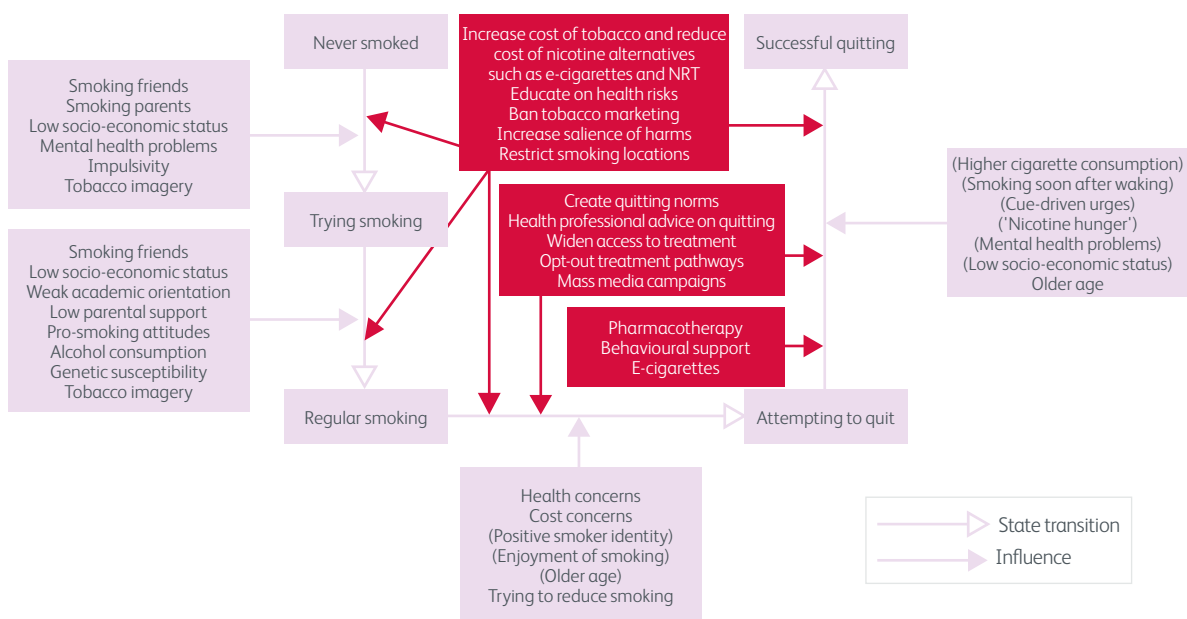 Never smoked
Increase cost of tobacco and reduce
cost of nicotine alternatives
such as e-cigarettes and NRT
Educate on health risks
Ban tobacco marketing
Increase salience of harms
Restrict smoking locations
Successful quitting
Smoking friends
Smoking parents
Low socio-economic status
Mental health problems
Impulsivity
Tobacco imagery
(Higher cigarette consumption)
(Smoking soon after waking)
(Cue-driven urges)
('Nicotine hunger')
(Mental health problems)
(Low socio-economic status)
Older age
Trying smoking
Create quitting norms
Health professional advice on quitting
Widen access to treatment
Opt-out treatment pathways
Mass media campaigns
Smoking friends
Low socio-economic status
Weak academic orientation
Low parental support
Pro-smoking attitudes
Alcohol consumption
Genetic susceptibility
Tobacco imagery
Pharmacotherapy
Behavioural support
E-cigarettes
Regular smoking
Attempting to quit
Health concerns
Cost concerns
(Positive smoker identity)
(Enjoyment of smoking)
(Older age)
Trying to reduce smoking
State transition
Influence